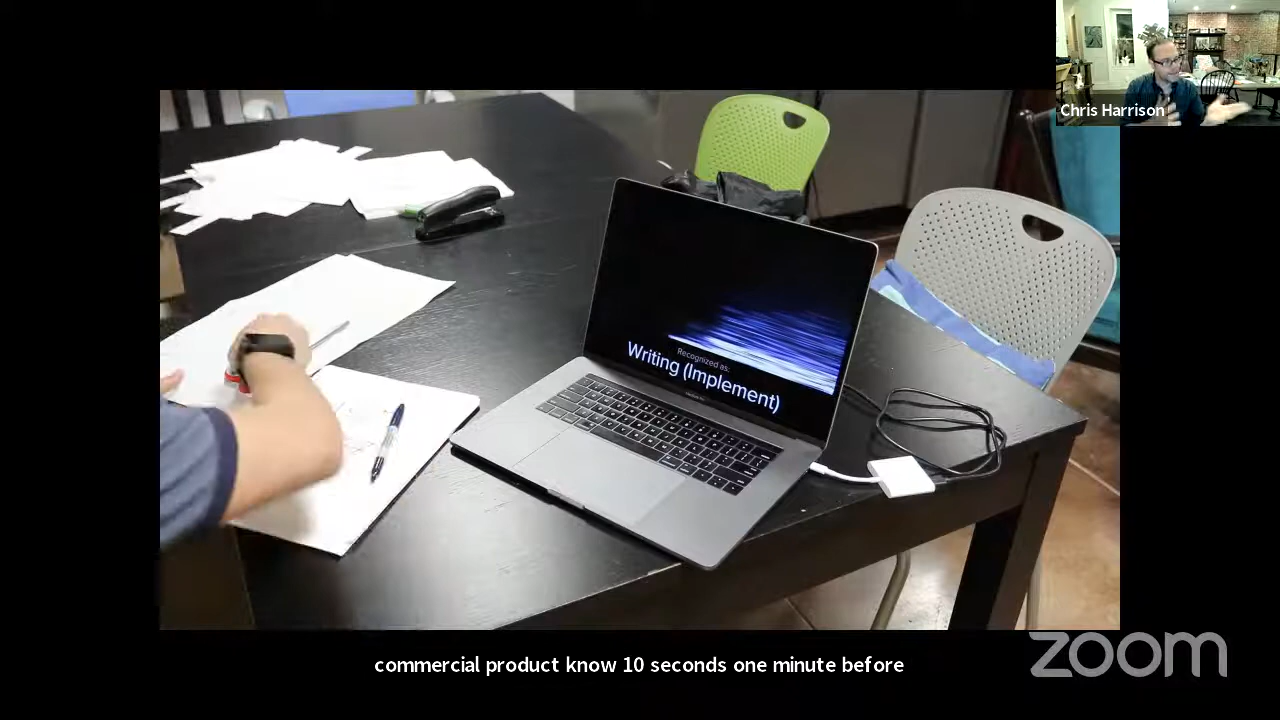 Chris Harrison
Recognized as:
Writing (Implement)
commercial product know 10 seconds one minute before
zoom